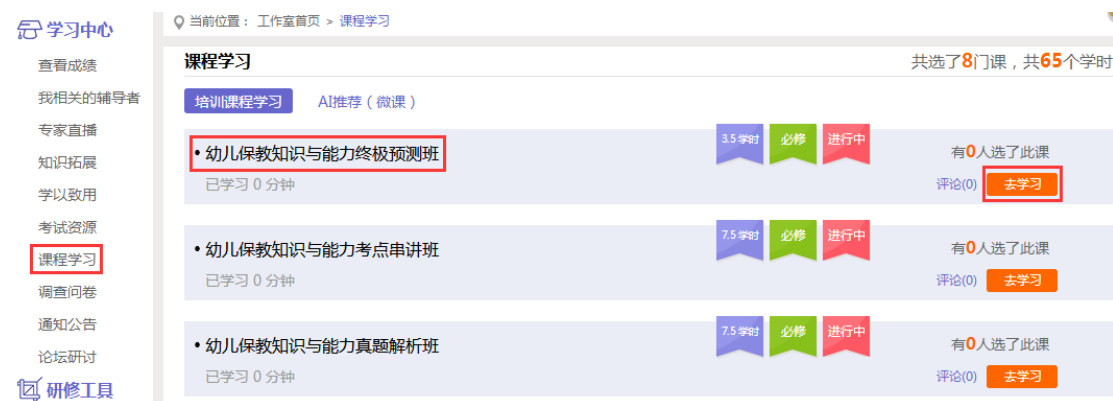 学习中心
查看成绩
我相关的辅导者
专家直播
知识拓展
学以致用
考试资源
课程学习
调查问卷
通知公告
论坛研讨
研修工具
当前位置： 工作室首页 > 课程学习
课程学习
共选了8门课，共65个学时
培训课程学习 AI推荐（微课）
• 幼儿保教知识与能力终极预测班
3.5 学时 必修 进行中
有0人选了此课
已学习 0 分钟
评论(0) 去学习
• 幼儿保教知识与能力考点串讲班
7.5 学时 必修 进行中
有0人选了此课
已学习 0 分钟
评论(0) 去学习
• 幼儿保教知识与能力真题解析班
7.5 学时 必修 进行中
有0人选了此课
已学习 0 分钟
评论(0) 去学习